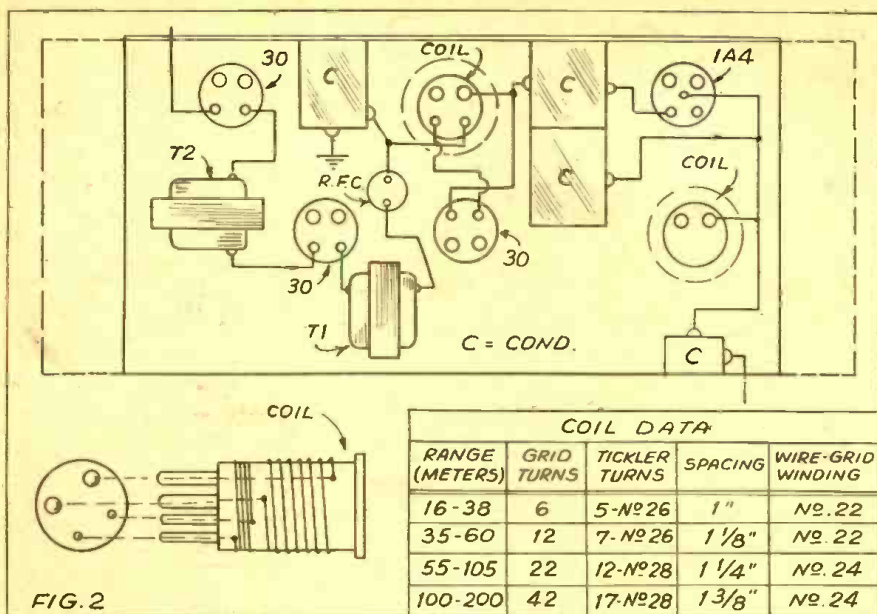 30
COIL
1A4
C
C
T2
R.F.C.
C
COIL
30
30
T1
C = COND.
C
COIL
FIG. 2
COIL DATA
RANGE (METERS) GRID TURNS TICKLER TURNS SPACING WIRE-GRID WINDING
16-38 6 5-Nº26 1" Nº.22
35-60 12 7-Nº26 1 1/8" Nº.22
55-105 22 12-Nº28 1 1/4" Nº.24
100-200 42 17-Nº28 1 3/8" Nº.24